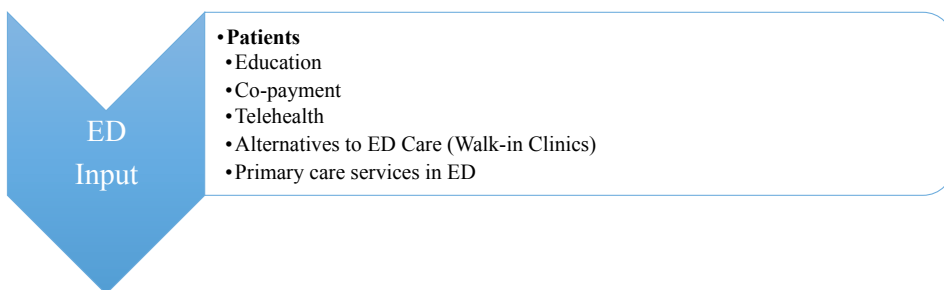 ED
Input
•Patients
•Education
•Co-payment
•Telehealth
•Alternatives to ED Care (Walk-in Clinics)
•Primary care services in ED